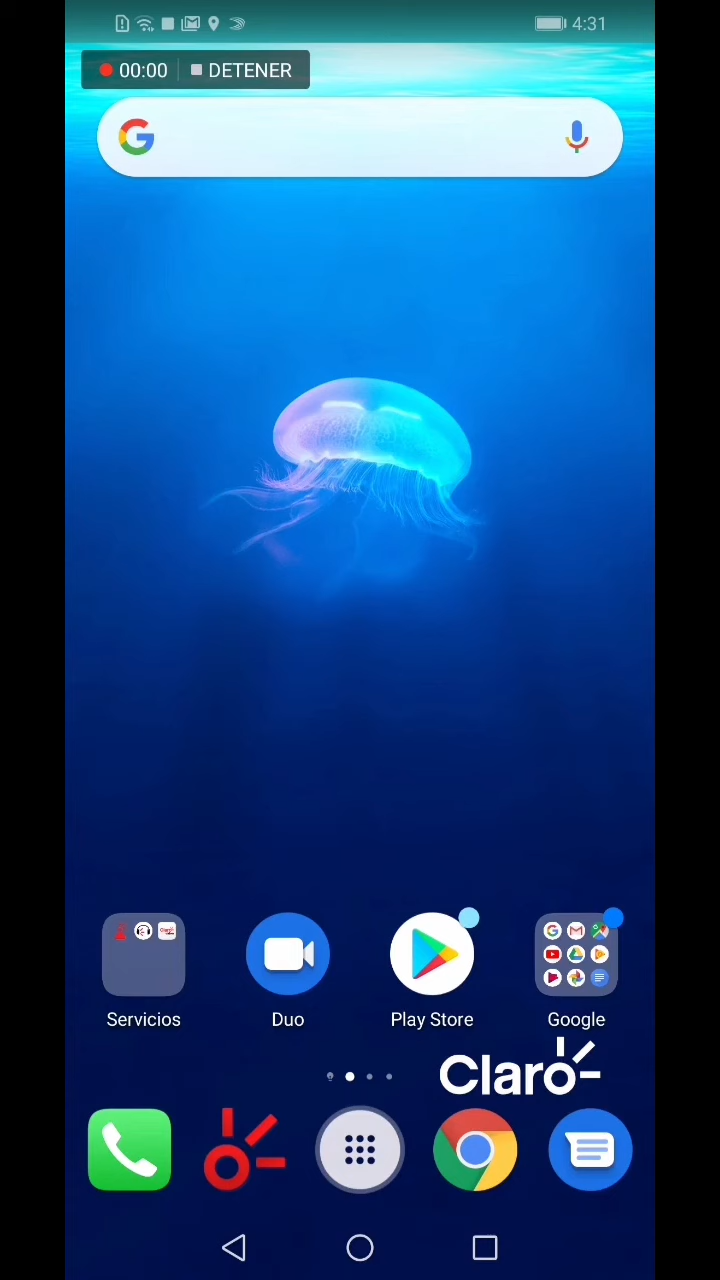 4:31
00:00 DETENER
Servicios
Duo
Play Store
Google
Claro